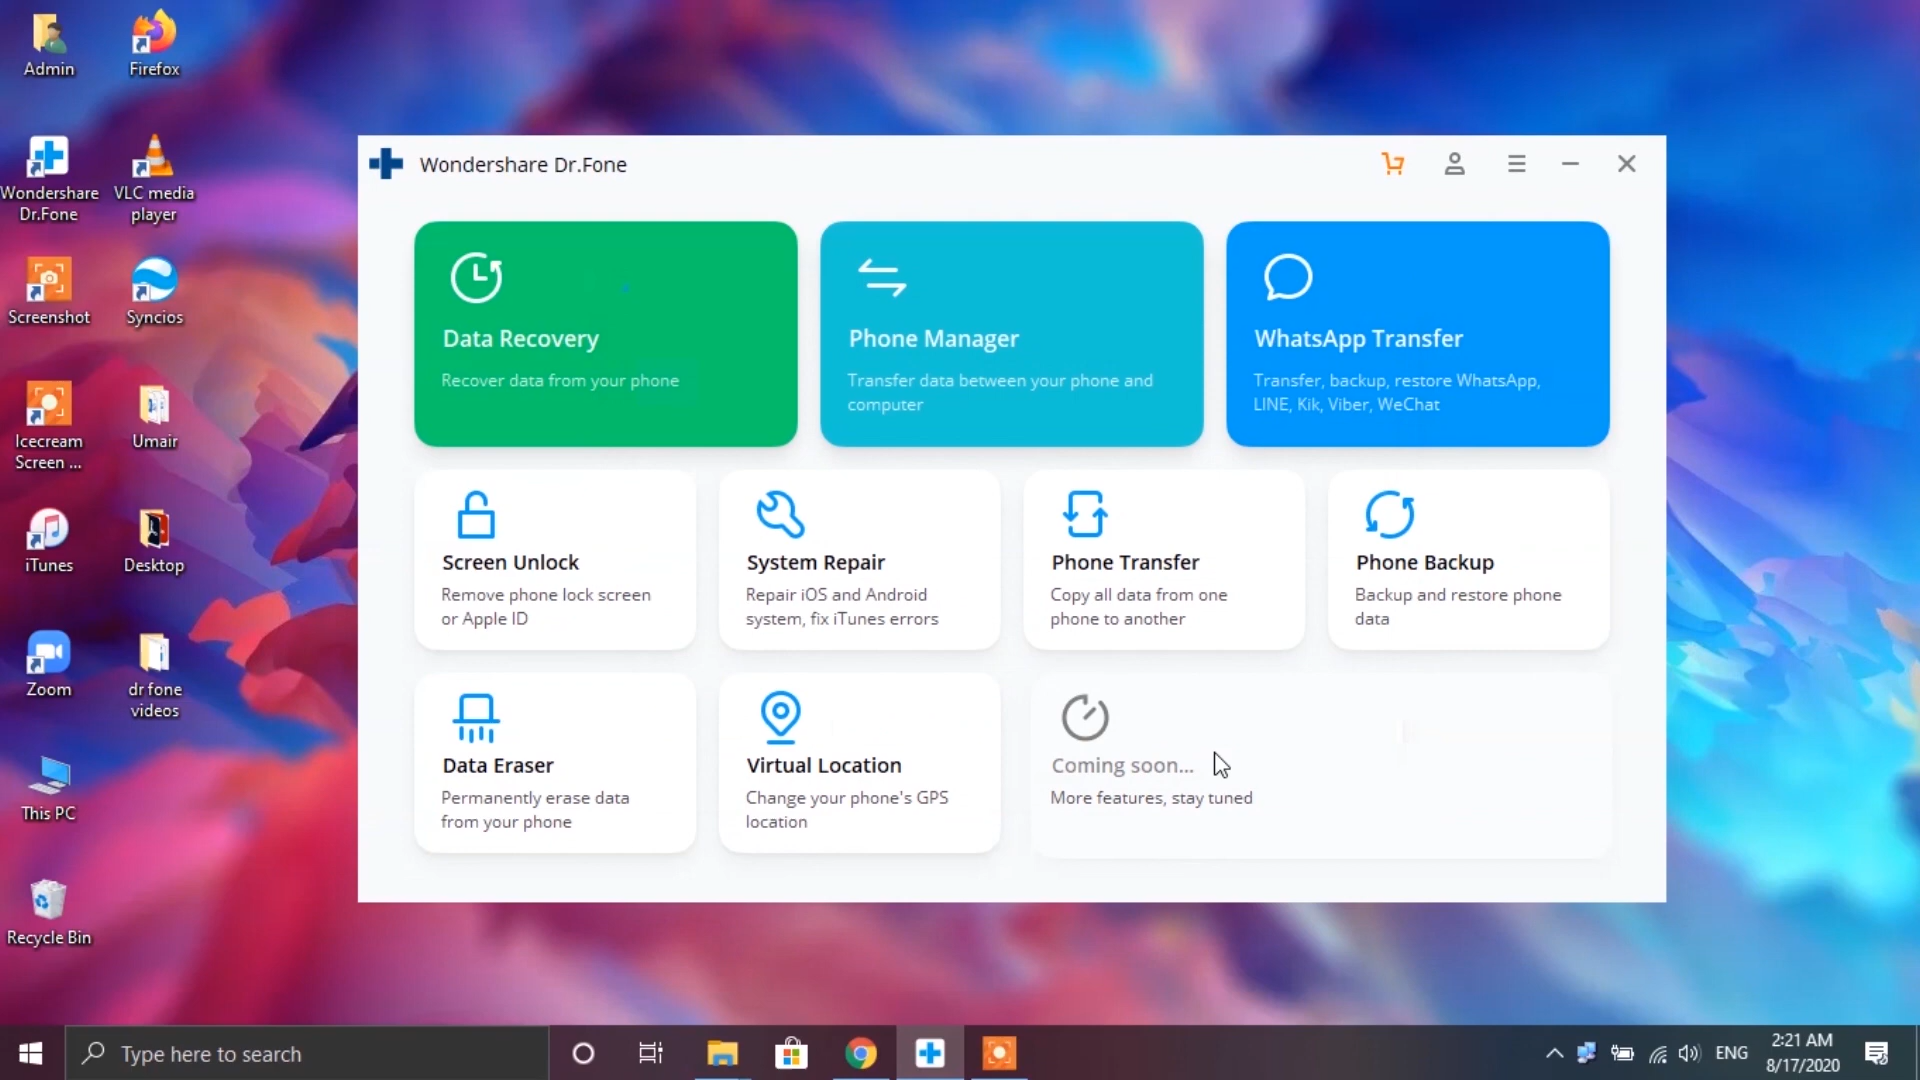 Admin
Firefox
Wondershare
Dr.Fone
VLC media
player
Screenshot
Syncios
Icecream
Screen ...
Umair
iTunes
Desktop
Zoom
dr fone
videos
This PC
Recycle Bin
Wondershare Dr.Fone
Data Recovery
Recover data from your phone
Phone Manager
Transfer data between your phone and
computer
WhatsApp Transfer
Transfer, backup, restore WhatsApp,
LINE, Kik, Viber, WeChat
Screen Unlock
Remove phone lock screen
or Apple ID
System Repair
Repair iOS and Android
system, fix iTunes errors
Phone Transfer
Copy all data from one
phone to another
Phone Backup
Backup and restore phone
data
Data Eraser
Permanently erase data
from your phone
Virtual Location
Change your phone's GPS
location
Coming soon...
More features, stay tuned
Type here to search
ENG
2:21 AM
8/17/2020